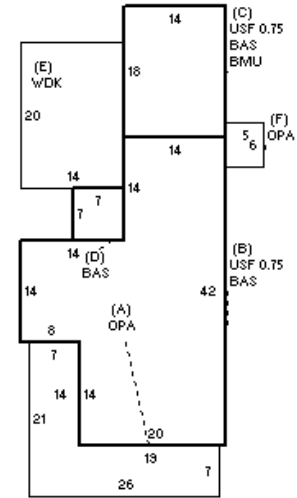 14
(C)
USF 0.75
BAS
BMU
(E)
WDK
18
20
(F)
OPA
5
6
14
14
7
14
7
14
(D)
BAS
(B)
USF 0.75
BAS
14
42
(A)
OPA
8
7
14
14
21
20
19
7
26